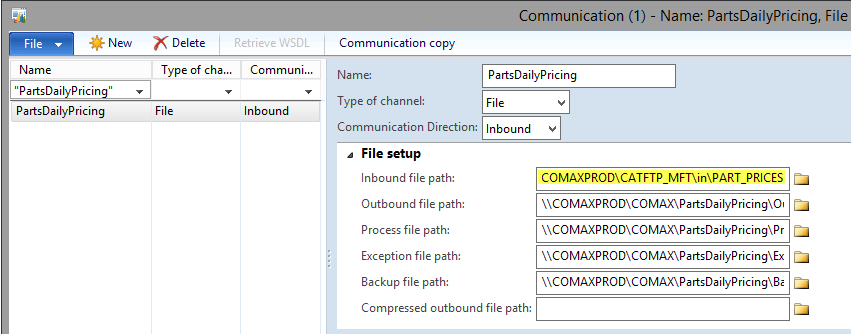 Communication (1) - Name: PartsDailyPricing, File
File New Delete Retrieve WSDL Communication copy
Name Type of cha... Communi...
"PartsDailyPricing"
PartsDailyPricing File Inbound
Name: PartsDailyPricing
Type of channel: File
Communication Direction: Inbound
File setup
Inbound file path: COMAXPROD\CATFTP_MFT\in\PART_PRICES
Outbound file path: \\COMAXPROD\COMAX\PartsDailyPricing\Ou
Process file path: \\COMAXPROD\COMAX\PartsDailyPricing\Pr
Exception file path: \\COMAXPROD\COMAX\PartsDailyPricing\Ex
Backup file path: \\COMAXPROD\COMAX\PartsDailyPricing\Ba
Compressed outbound file path: